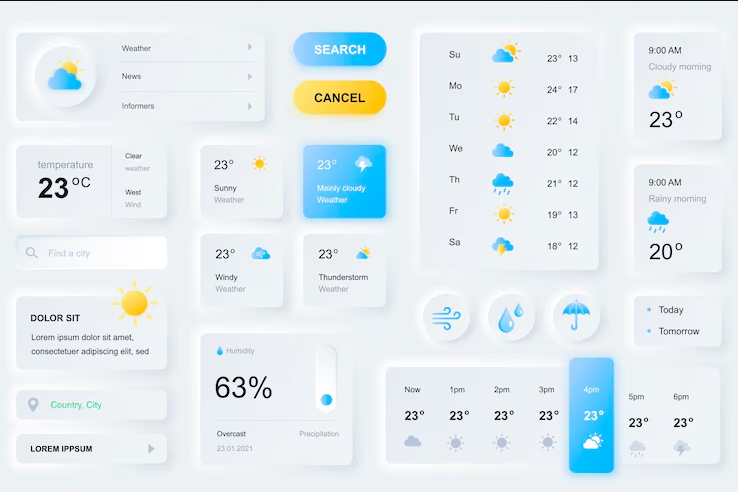 Weather
News
Informers
SEARCH
CANCEL
Su 23° 13
Mo 24° 17
Tu 22° 14
We 20° 12
Th 21° 12
Fr 19° 13
Sa 18° 12
9:00 AM
Cloudy morning
23°
temperature
23°C
Clear
weather
West
Wind
23°
Sunny
Weather
23°
Mainly cloudy
Weather
9:00 AM
Rainy morning
20°
Find a city
23°
Windy
Weather
23°
Thunderstorm
Weather
DOLOR SIT
Lorem ipsum dolor sit amet,
consectetuer adipiscing elit, sed
Today
Tomorrow
Humidity
63%
Overcast
Precipitation
23.01.2021
Country, City
LOREM IPPSUM
Now 1pm 2pm 3pm 4pm 5pm 6pm
23° 23° 23° 23° 23° 23° 23°